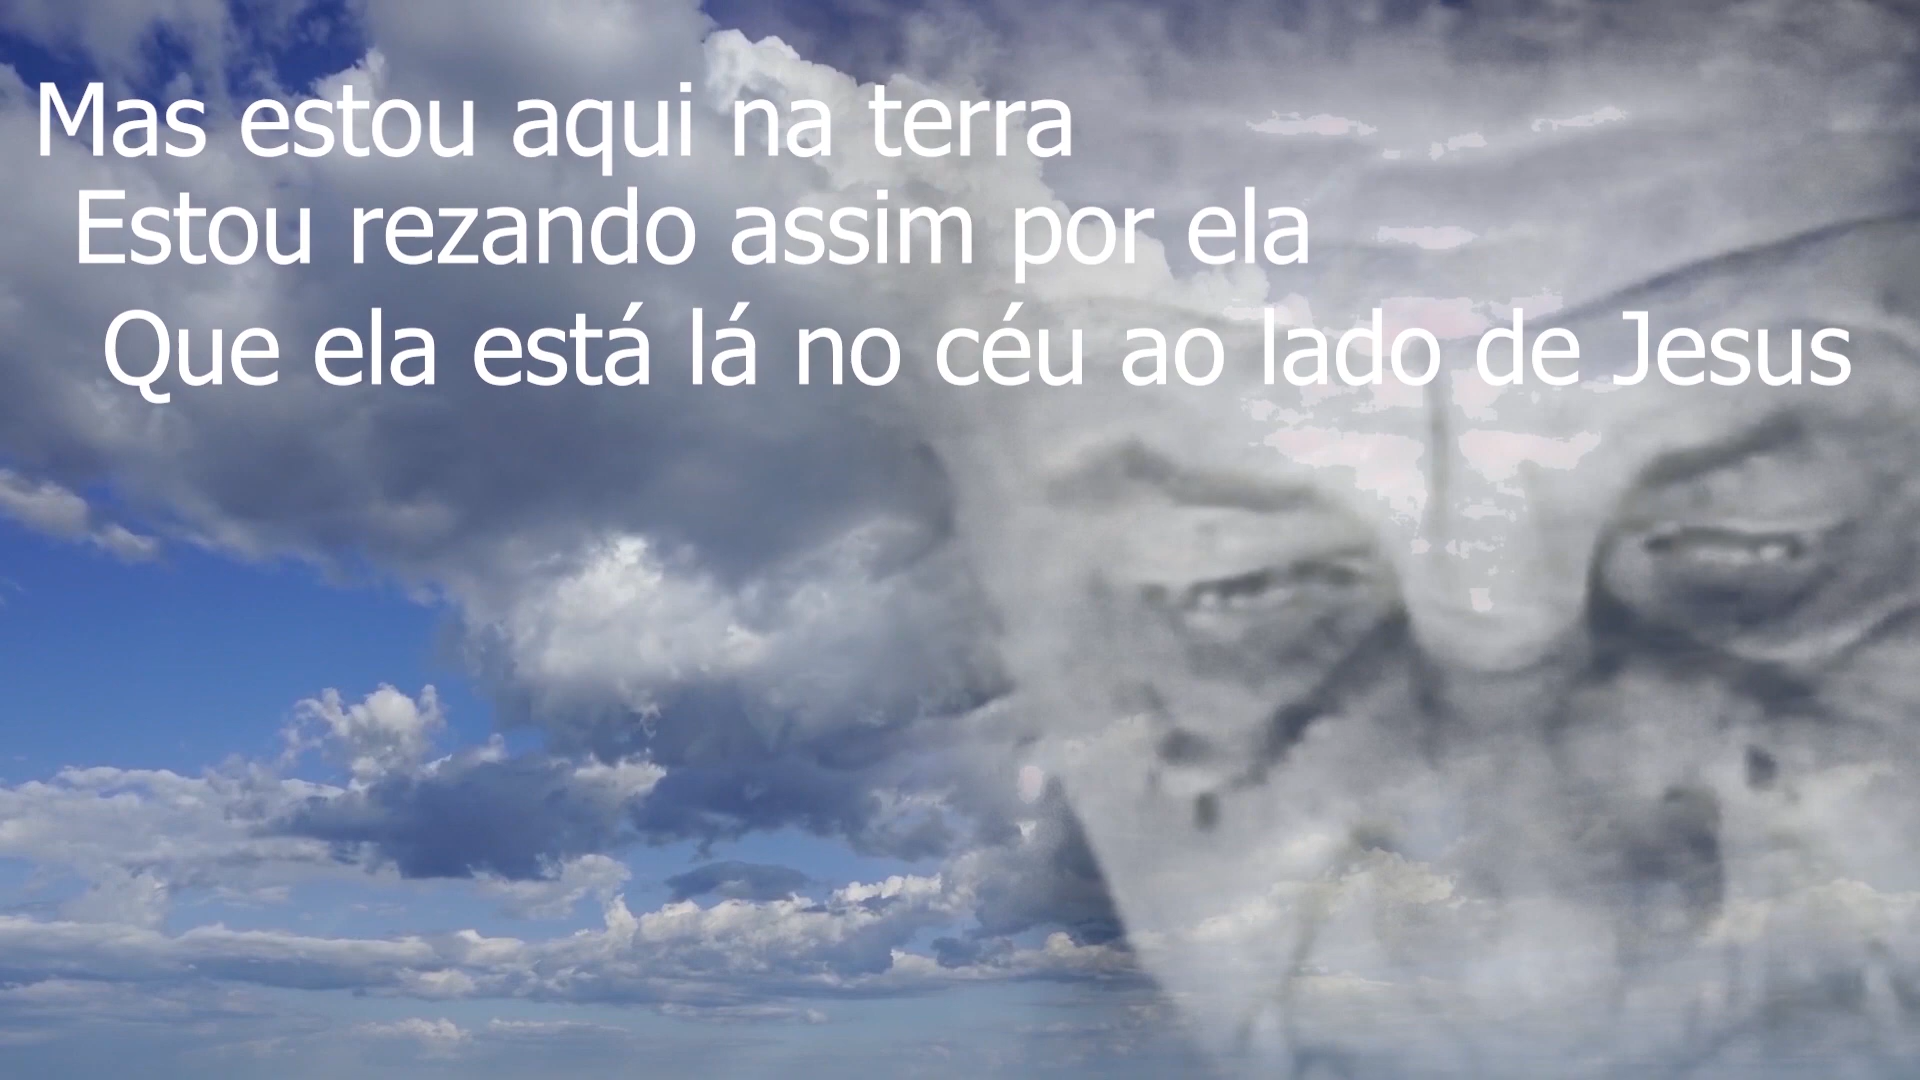 Mas estou aqui na terra
Estou rezando assim por ela
Que ela está lá no céu ao lado de Jesus